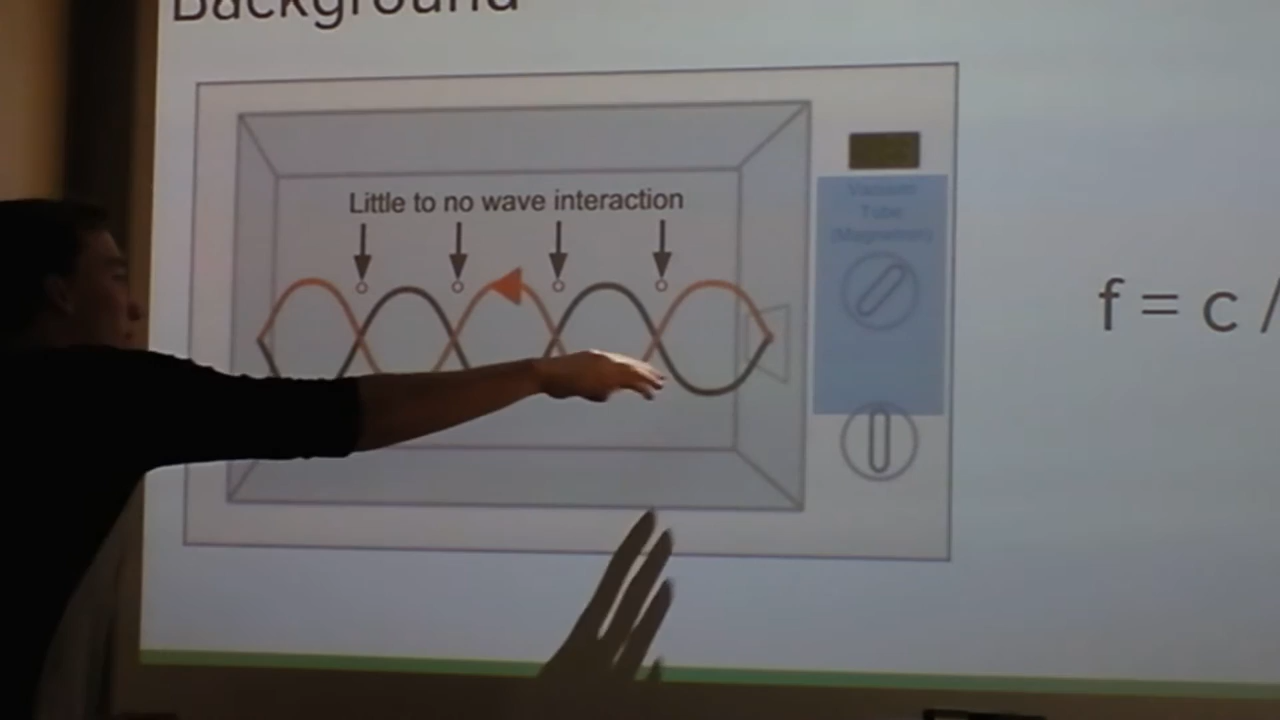 Background
Little to no wave interaction
Vacuum
Tube
(Magnetron)
f = c /